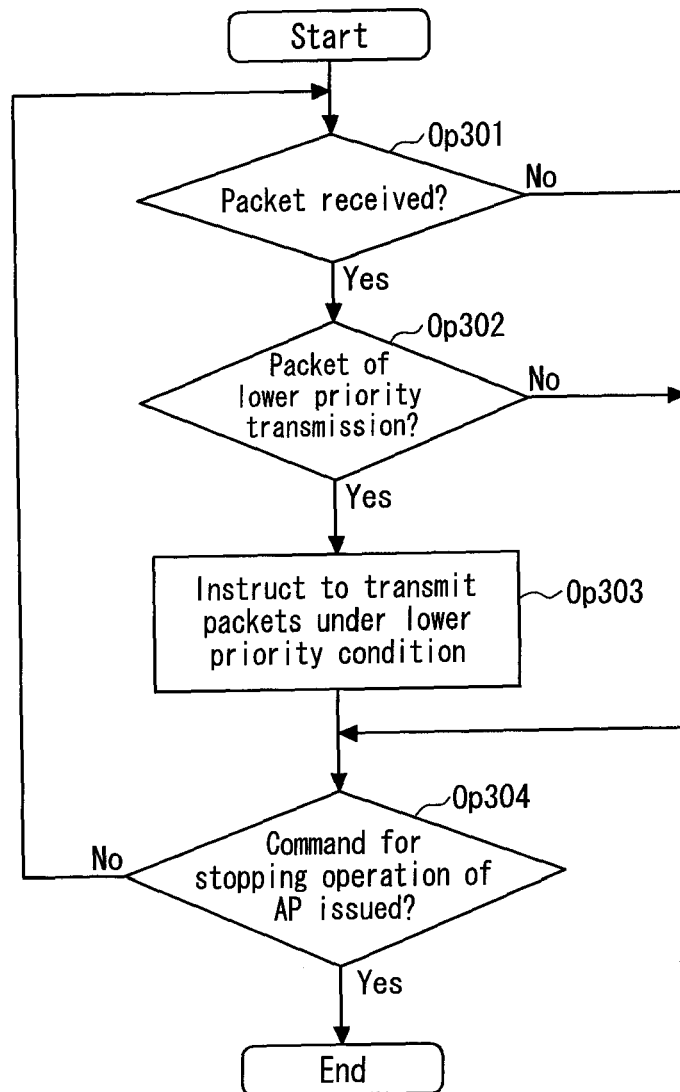 Start
Op301
Packet received?
No
Yes
Op302
Packet of
lower priority
transmission?
No
Yes
Instruct to transmit
packets under lower
priority condition
Op303
Op304
Command for
stopping operation of
AP issued?
No
Yes
End